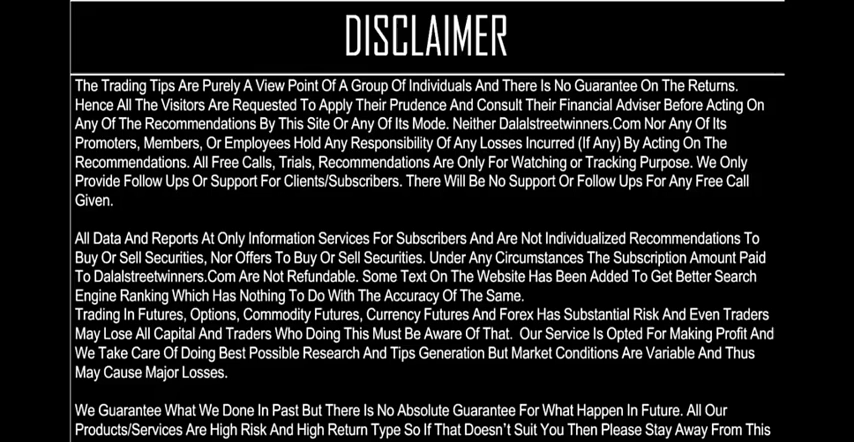 DISCLAIMER
The Trading Tips Are Purely A View Point Of A Group Of Individuals And There Is No Guarantee On The Returns.
Hence All The Visitors Are Requested To Apply Their Prudence And Consult Their Financial Adviser Before Acting On
Any Of The Recommendations By This Site Or Any Of Its Mode. Neither Dalalstreetwinners.Com Nor Any Of Its
Promoters, Members, Or Employees Hold Any Responsibility Of Any Losses Incurred (If Any) By Acting On The
Recommendations. All Free Calls, Trials, Recommendations Are Only For Watching or Tracking Purpose. We Only
Provide Follow Ups Or Support For Clients/Subscribers. There Will Be No Support Or Follow Ups For Any Free Call
Given.
All Data And Reports At Only Information Services For Subscribers And Are Not Individualized Recommendations To
Buy Or Sell Securities, Nor Offers To Buy Or Sell Securities. Under Any Circumstances The Subscription Amount Paid
To Dalalstreetwinners.Com Are Not Refundable. Some Text On The Website Has Been Added To Get Better Search
Engine Ranking Which Has Nothing To Do With The Accuracy Of The Same.
Trading In Futures, Options, Commodity Futures, Currency Futures And Forex Has Substantial Risk And Even Traders
May Lose All Capital And Traders Who Doing This Must Be Aware Of That. Our Service Is Opted For Making Profit And
We Take Care Of Doing Best Possible Research And Tips Generation But Market Conditions Are Variable And Thus
May Cause Major Losses.
We Guarantee What We Done In Past But There Is No Absolute Guarantee For What Happen In Future. All Our
Products/Services Are High Risk And High Return Type So If That Doesn't Suit You Then Please Stay Away From This